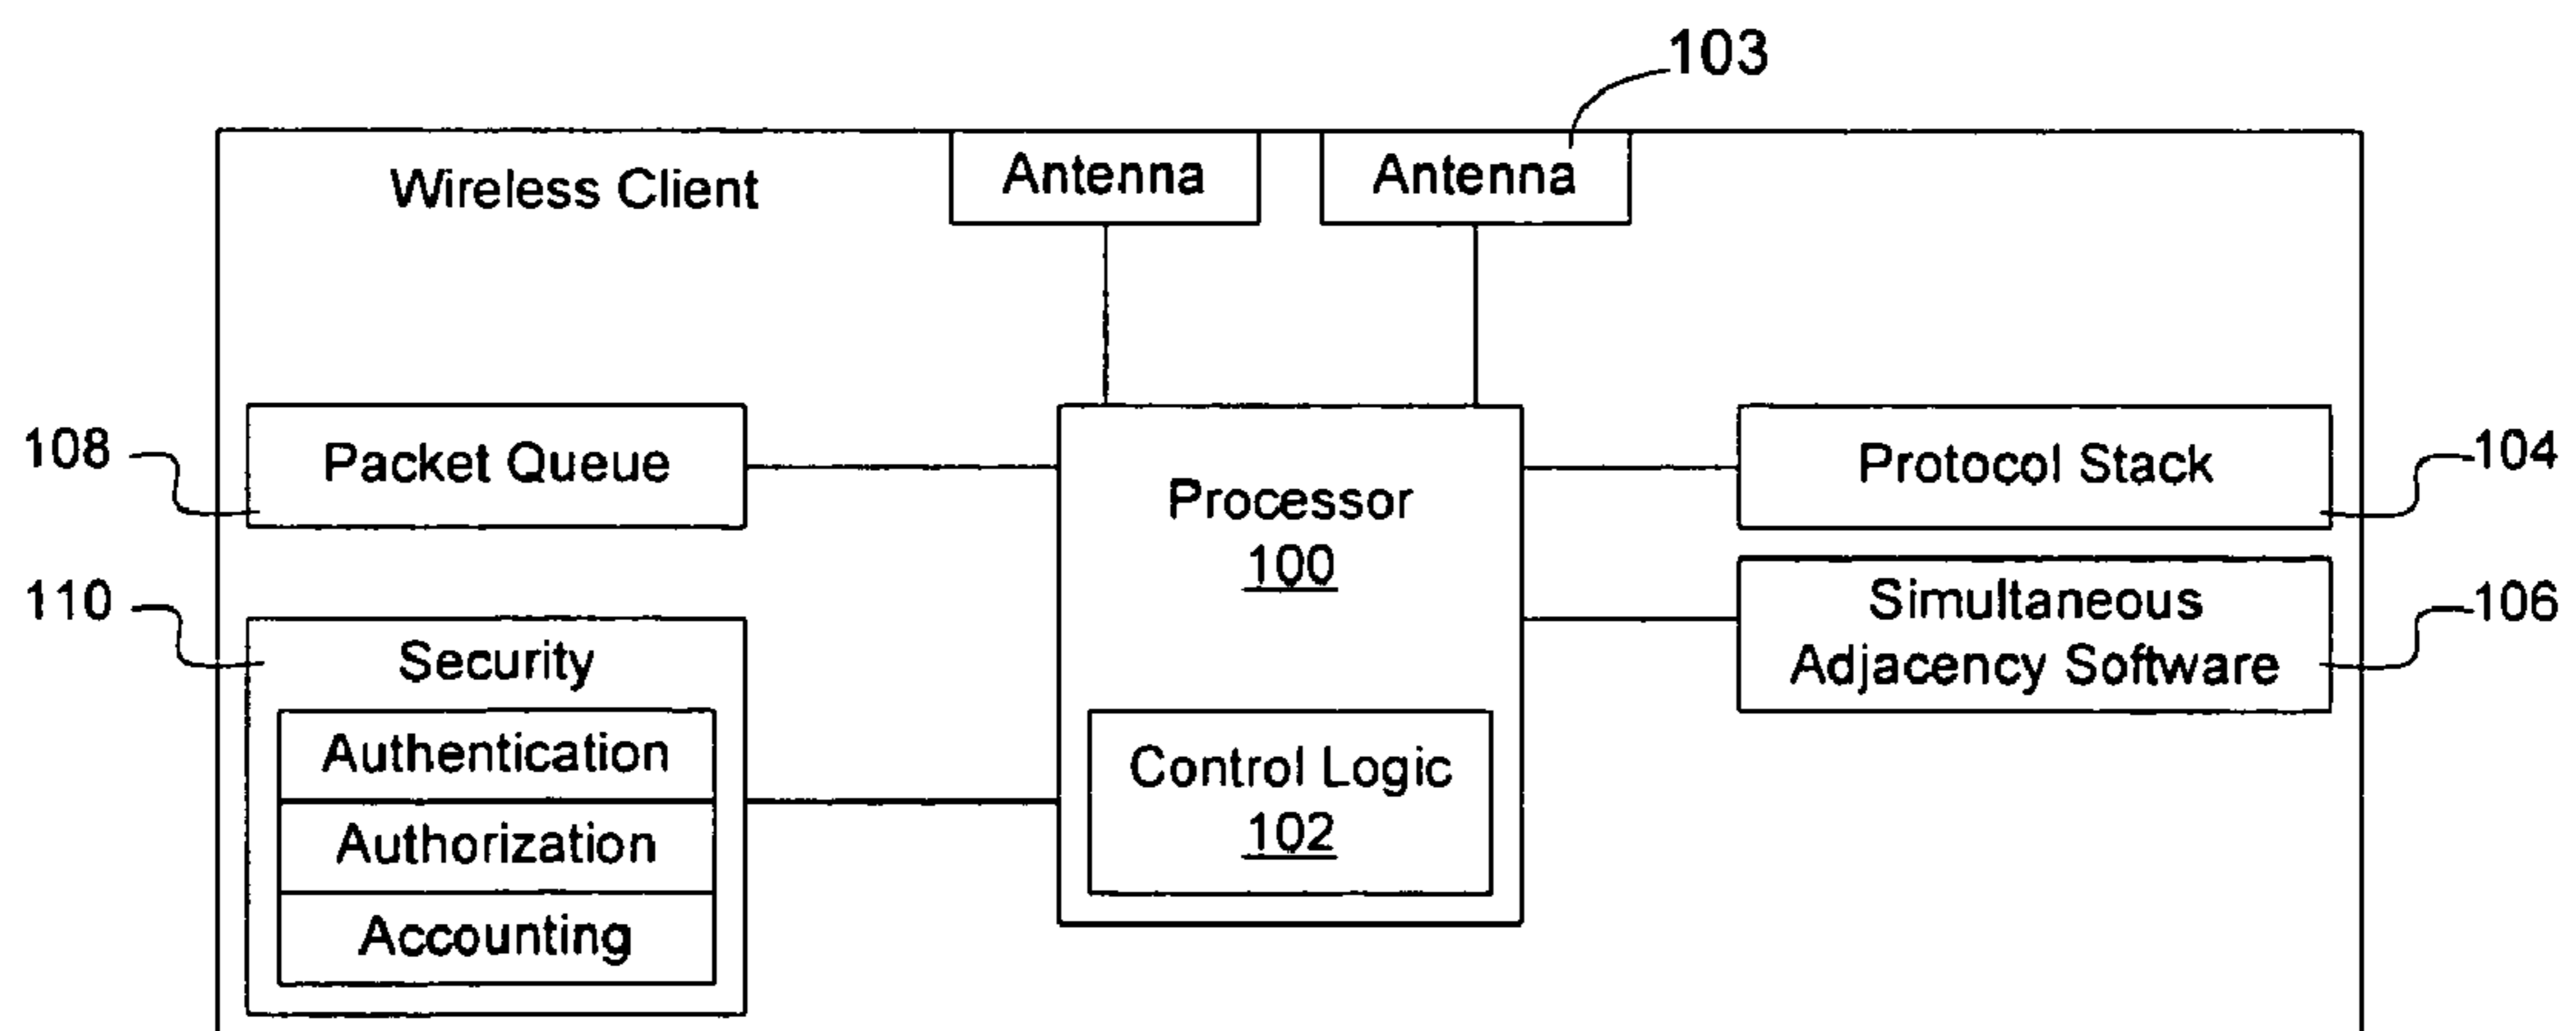 103
Wireless Client
Antenna
Antenna
108
Packet Queue
Processor
100
Protocol Stack
104
110
Security
Authentication
Authorization
Accounting
Control Logic
102
Simultaneous
Adjacency Software
106